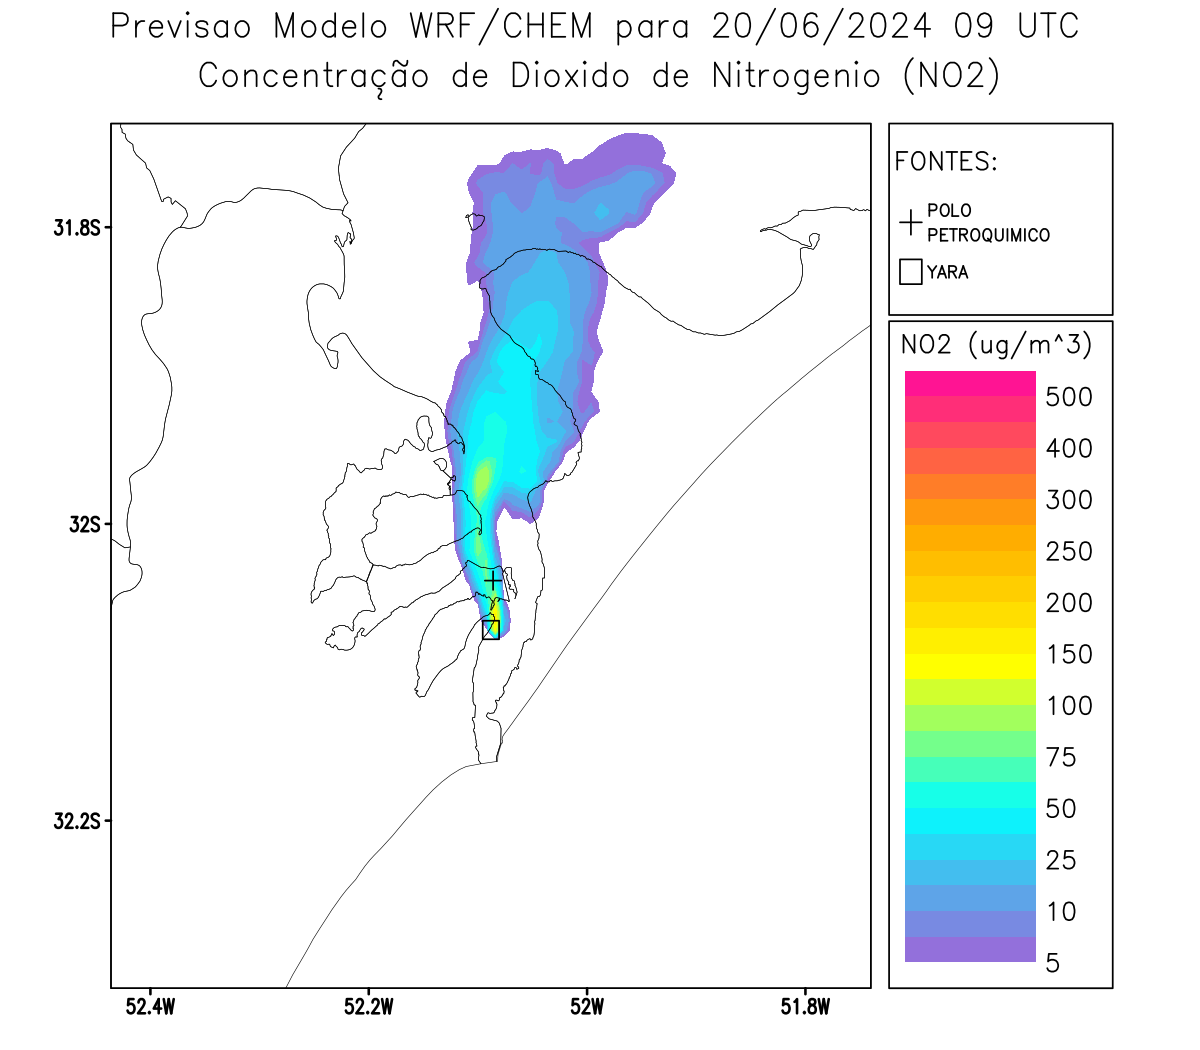 Previsao Modelo WRF/CHEM para 20/06/2024 09 UTC
Concentração de Dioxido de Nitrogenio (NO2)
FONTES:
POLO
PETROQUIMICO
YARA
NO2 (ug/m^3)
500
400
300
250
200
150
100
75
50
25
10
5
31.8S
32S
32.2S
52.4W
52.2W
52W
51.8W